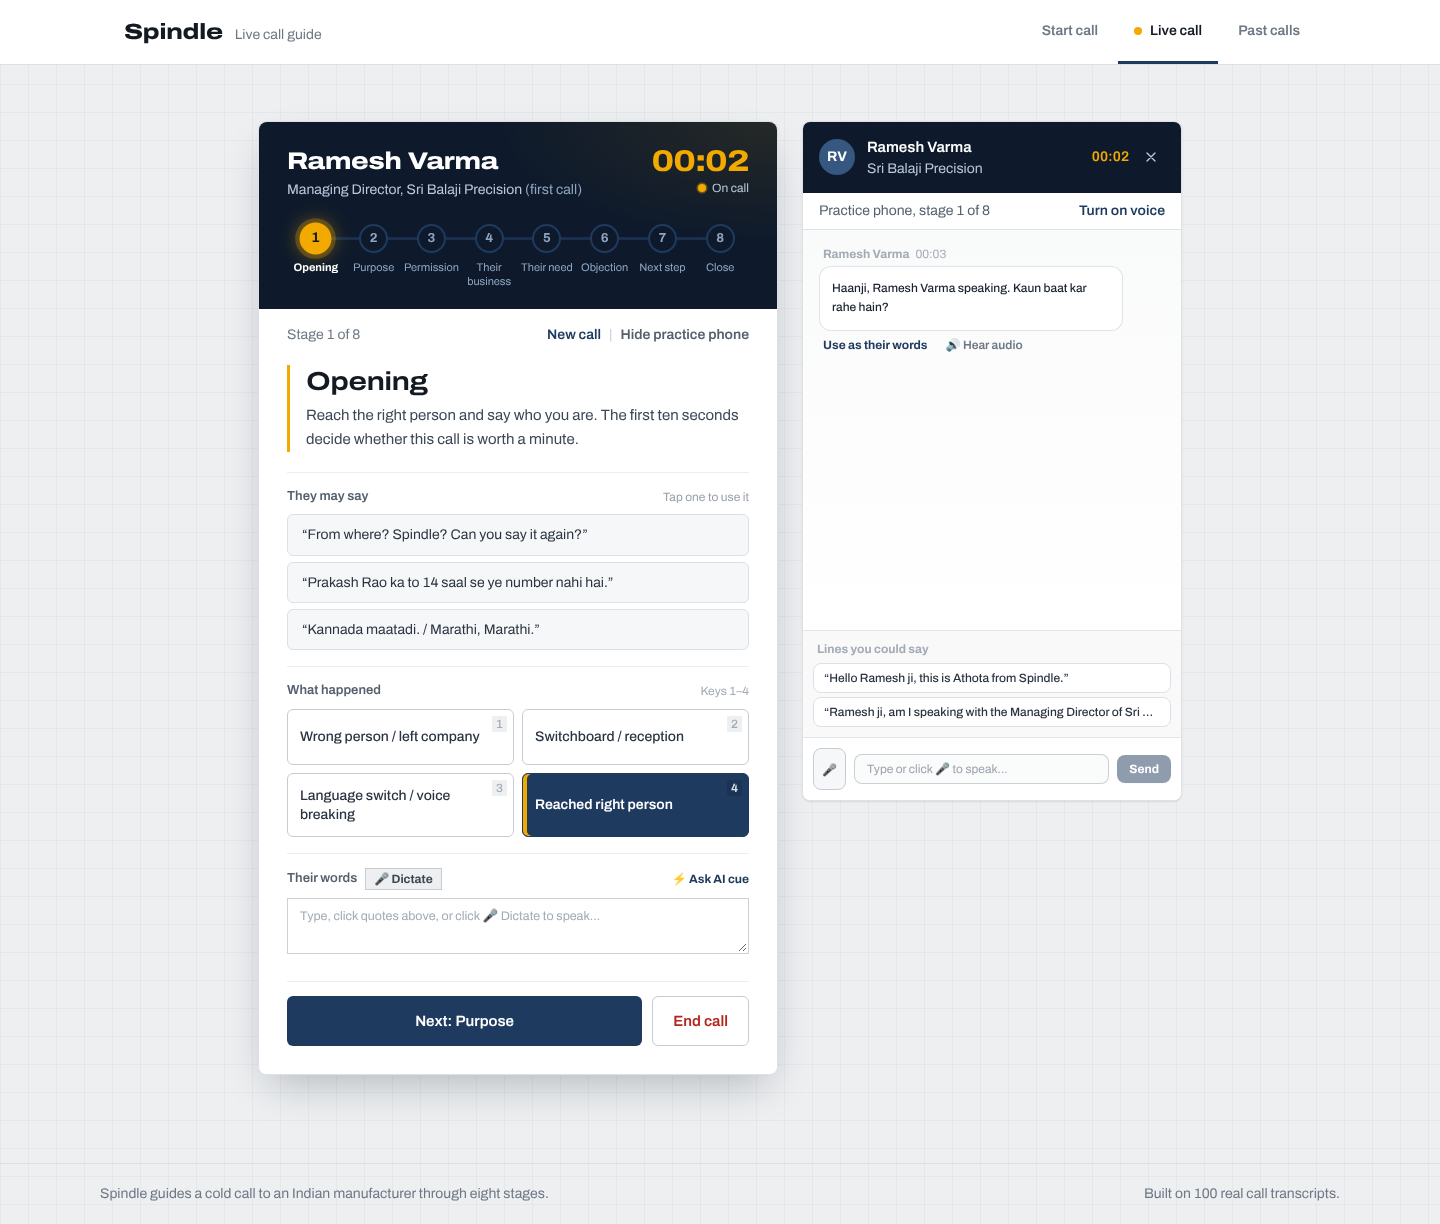 Spindle
Live call guide
Start call
Live call
Past calls
Ramesh Varma
00:02
Managing Director, Sri Balaji Precision (first call)
On call
1
2
3
4
5
6
7
8
Opening
Purpose
Permission
Their
business
Their need
Objection
Next step
Close
Stage 1 of 8
New call | Hide practice phone
Opening
Reach the right person and say who you are. The first ten seconds
decide whether this call is worth a minute.
They may say
Tap one to use it
“From where? Spindle? Can you say it again?”
“Prakash Rao ka to 14 saal se ye number nahi hai.”
“Kannada maatadi. / Marathi, Marathi.”
What happened
Keys 1–4
Wrong person / left company
1
Switchboard / reception
2
Language switch / voice
breaking
3
Reached right person
4
Their words
🎤 Dictate
⚡ Ask AI cue
Type, click quotes above, or click 🎤 Dictate to speak...
Next: Purpose
End call
RV
Ramesh Varma
Sri Balaji Precision
00:02
Practice phone, stage 1 of 8
Turn on voice
Ramesh Varma 00:03
Haanji, Ramesh Varma speaking. Kaun baat kar
rahe hain?
Use as their words
🔊 Hear audio
Lines you could say
“Hello Ramesh ji, this is Athota from Spindle.”
“Ramesh ji, am I speaking with the Managing Director of Sri ...
Type or click 🎤 to speak...
Send
Spindle guides a cold call to an Indian manufacturer through eight stages.
Built on 100 real call transcripts.